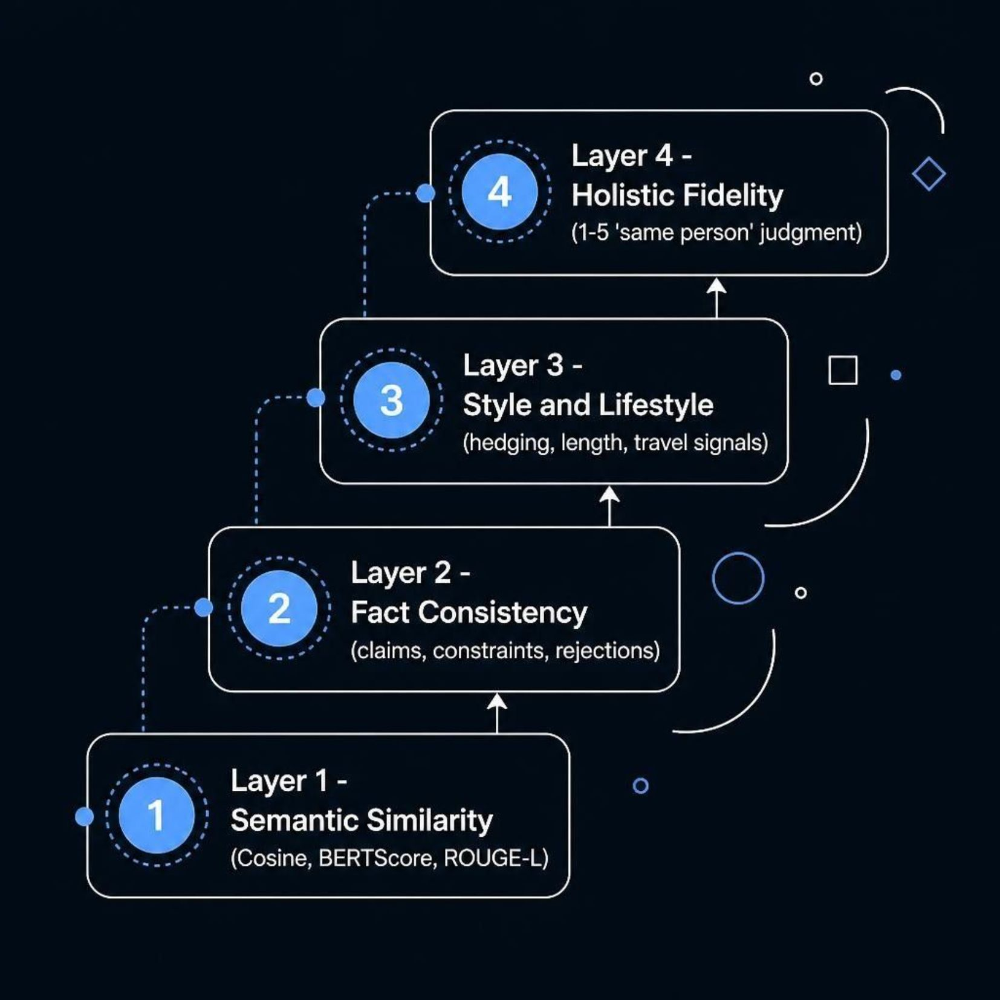 4
Layer 4 -
Holistic Fidelity
(1-5 'same person' judgment)
3
Layer 3 -
Style and Lifestyle
(hedging, length, travel signals)
2
Layer 2 -
Fact Consistency
(claims, constraints, rejections)
1
Layer 1 -
Semantic Similarity
(Cosine, BERTScore, ROUGE-L)